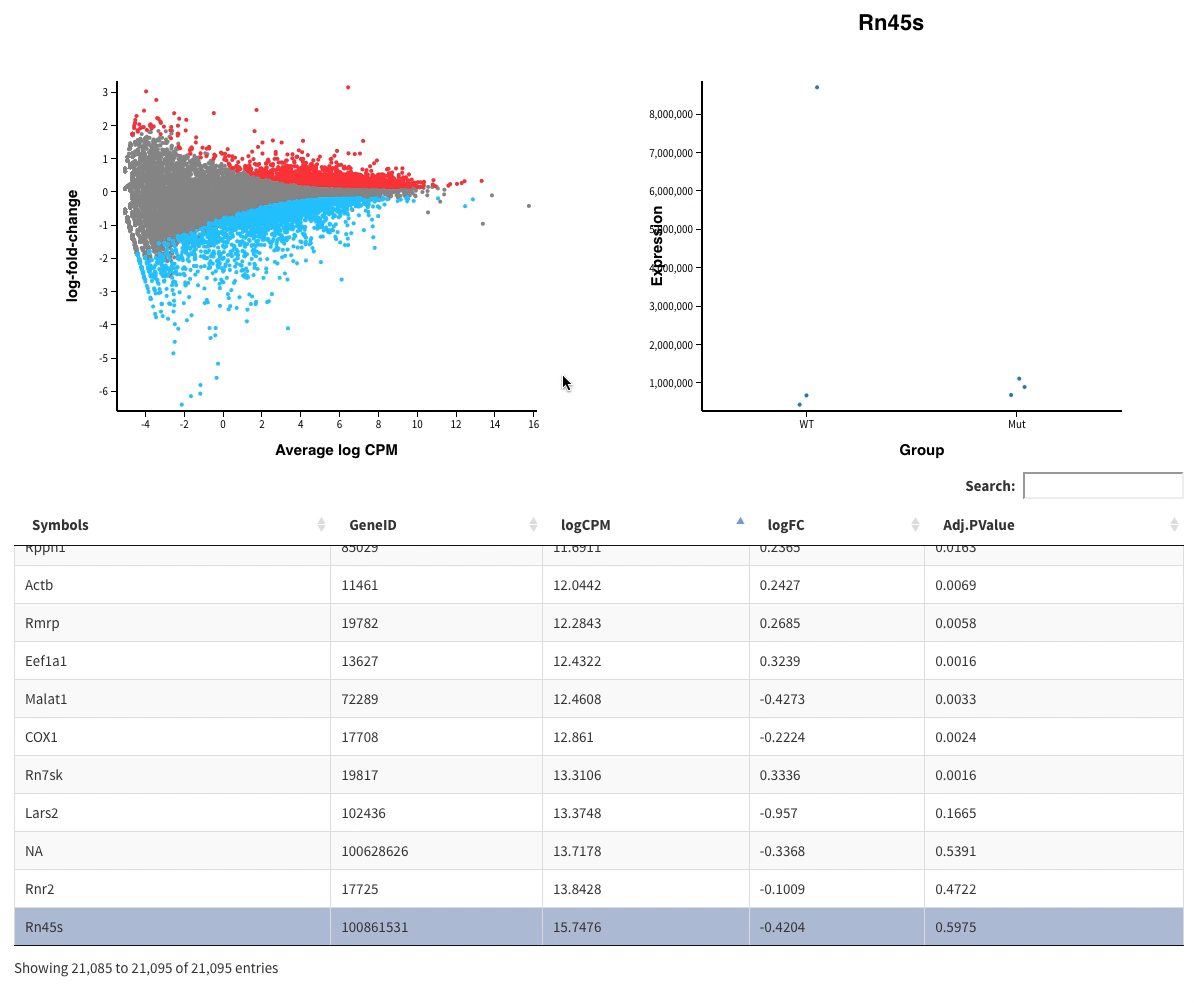 Rn45s
3
2
1
0
-1
-2
-3
-4
-5
-6
log-fold-change
-4 -2 0 2 4 6 8 10 12 14 16
Average log CPM
8,000,000
7,000,000
6,000,000
5,000,000
4,000,000
3,000,000
2,000,000
1,000,000
Expression
WT Mut
Group
Search:
Symbols GeneID logCPM logFC Adj.PValue
Rpph1 85029 11.6911 0.2365 0.0163
Actb 11461 12.0442 0.2427 0.0069
Rmrp 19782 12.2843 0.2685 0.0058
Eef1a1 13627 12.4322 0.3239 0.0016
Malat1 72289 12.4608 -0.4273 0.0033
COX1 17708 12.861 -0.2224 0.0024
Rn7sk 19817 13.3106 0.3336 0.0016
Lars2 102436 13.3748 -0.957 0.1665
NA 100628626 13.7178 -0.3368 0.5391
Rnr2 17725 13.8428 -0.1009 0.4722
Rn45s 100861531 15.7476 -0.4204 0.5975
Showing 21,085 to 21,095 of 21,095 entries